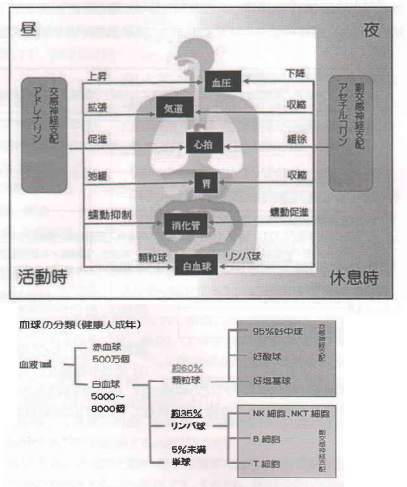 昼
夜
交感神経支配
アドレナリン
副交感神経支配
アセチルコリン
上昇
血圧
下降
拡張
気道
収縮
促進
心拍
緩徐
弛緩
胃
収縮
蠕動抑制
消化管
蠕動促進
顆粒球
白血球
リンパ球
活動時
休息時
血球の分類(健康人成年)
血液
赤血球
500万個
白血球
5000～
8000個
約60%
顆粒球
約35%
リンパ球
5%未満
単球
95%好中球
好酸球
好塩基球
交感神経支配
NK 細胞、NKT 細胞
B 細胞
T 細胞
副交感神経支配